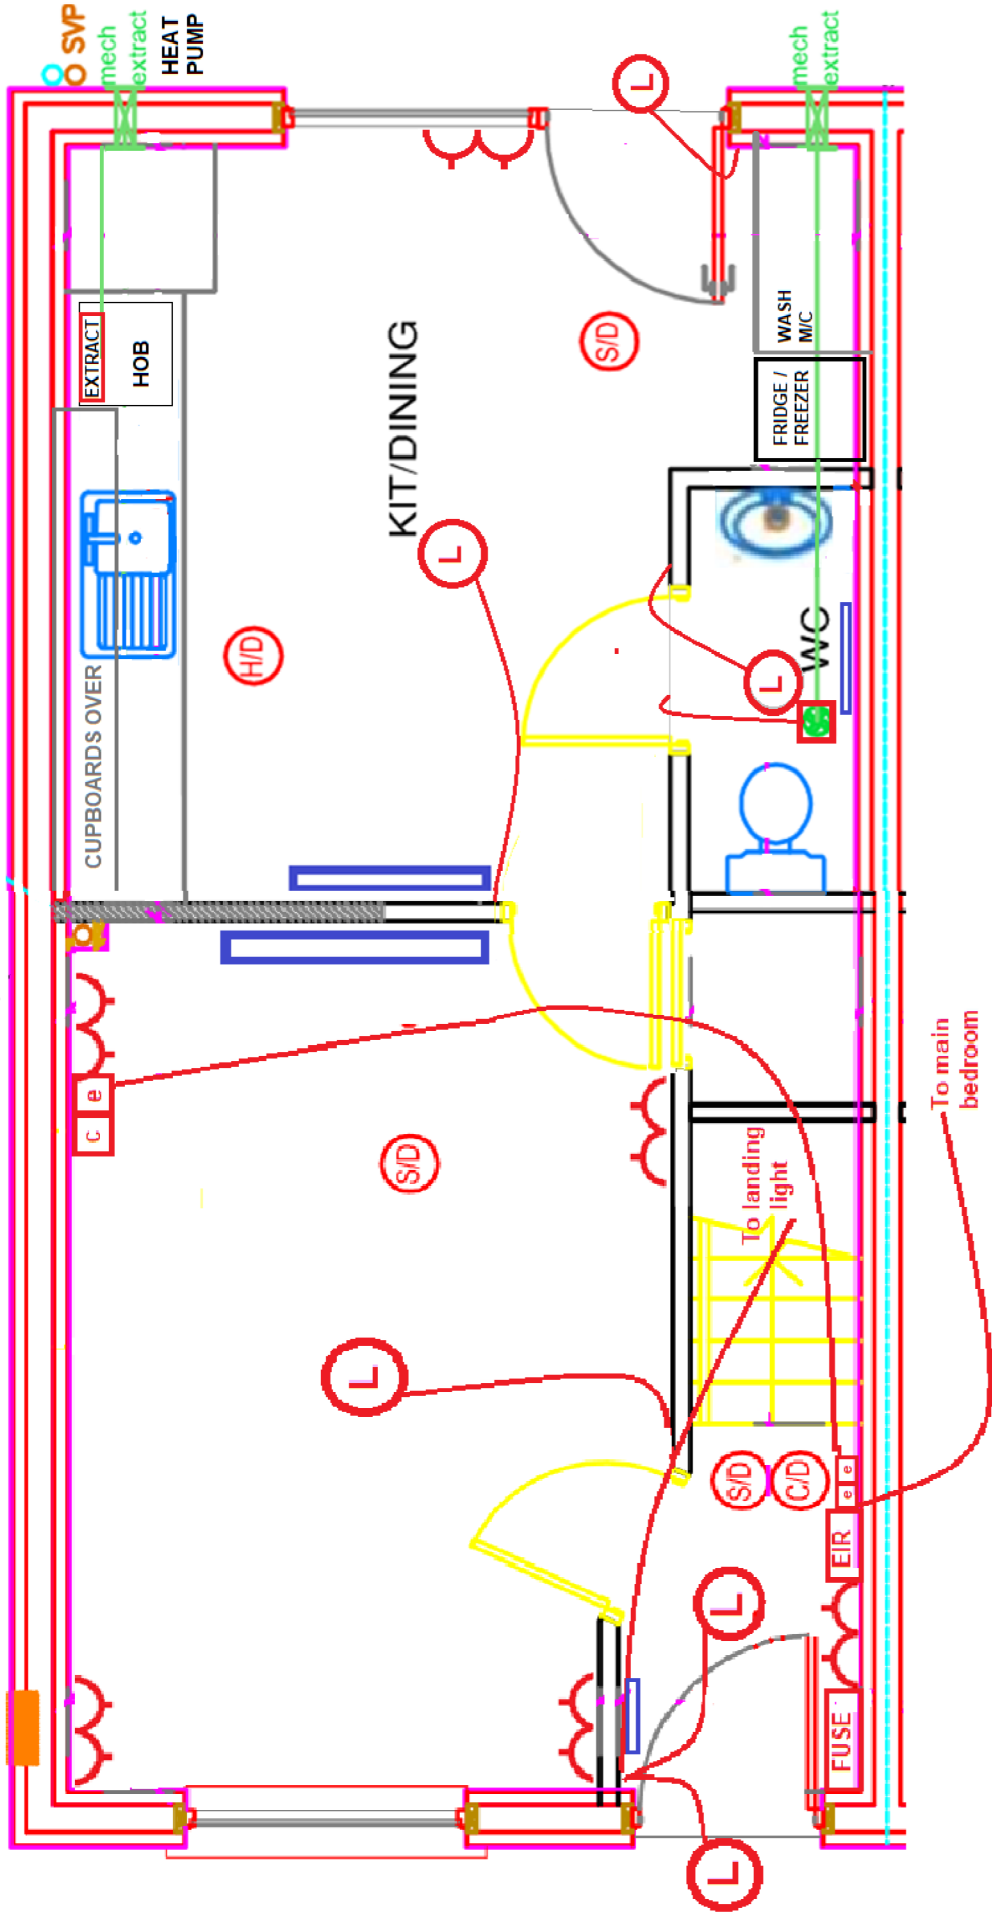 SVP
mech
extract
HEAT
PUMP
L
mech
extract
EXTRACT
HOB
KIT/DINING
S/D
WASH
M/C
FRIDGE /
FREEZER
L
H/D
CUPBOARDS OVER
L
WC
e
c
S/D
To landing
light
To main
bedroom
L
S/D
C/D
e
e
EIR
L
FUSE
L